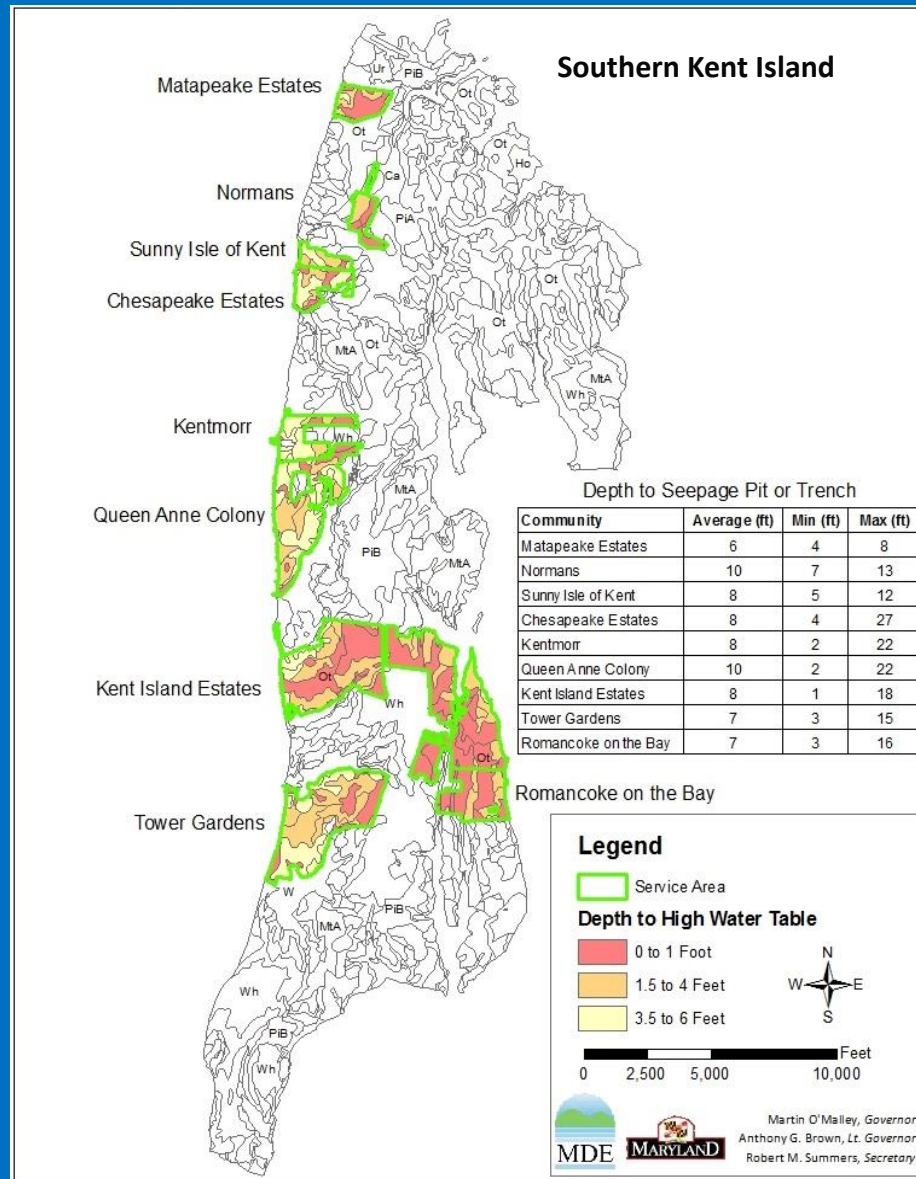 Southern Kent Island
Matapeake Estates
Normans
Sunny Isle of Kent
Chesapeake Estates
Kentmorr
Queen Anne Colony
Kent Island Estates
Tower Gardens
Romancoke on the Bay
Ur
PiB
Ot
Ot
Ot
Ho
Ca
PiA
Ot
Ot
MtA
Ot
MtA
Wh
Wh
MtA
PiB
MtA
Ot
Wh
Ot
W
PiB
MtA
Wh
PiB
Wh
Depth to Seepage Pit or Trench
Community Average (ft) Min (ft) Max (ft)
Matapeake Estates 6 4 8
Normans 10 7 13
Sunny Isle of Kent 8 5 12
Chesapeake Estates 8 4 27
Kentmorr 8 2 22
Queen Anne Colony 10 2 22
Kent Island Estates 8 1 18
Tower Gardens 7 3 15
Romancoke on the Bay 7 3 16
Legend
Service Area
Depth to High Water Table
0 to 1 Foot
1.5 to 4 Feet
3.5 to 6 Feet
N
W E
S
Feet
0 2,500 5,000 10,000
MDE
MARYLAND
Martin O'Malley, Governor
Anthony G. Brown, Lt. Governor
Robert M. Summers, Secretary